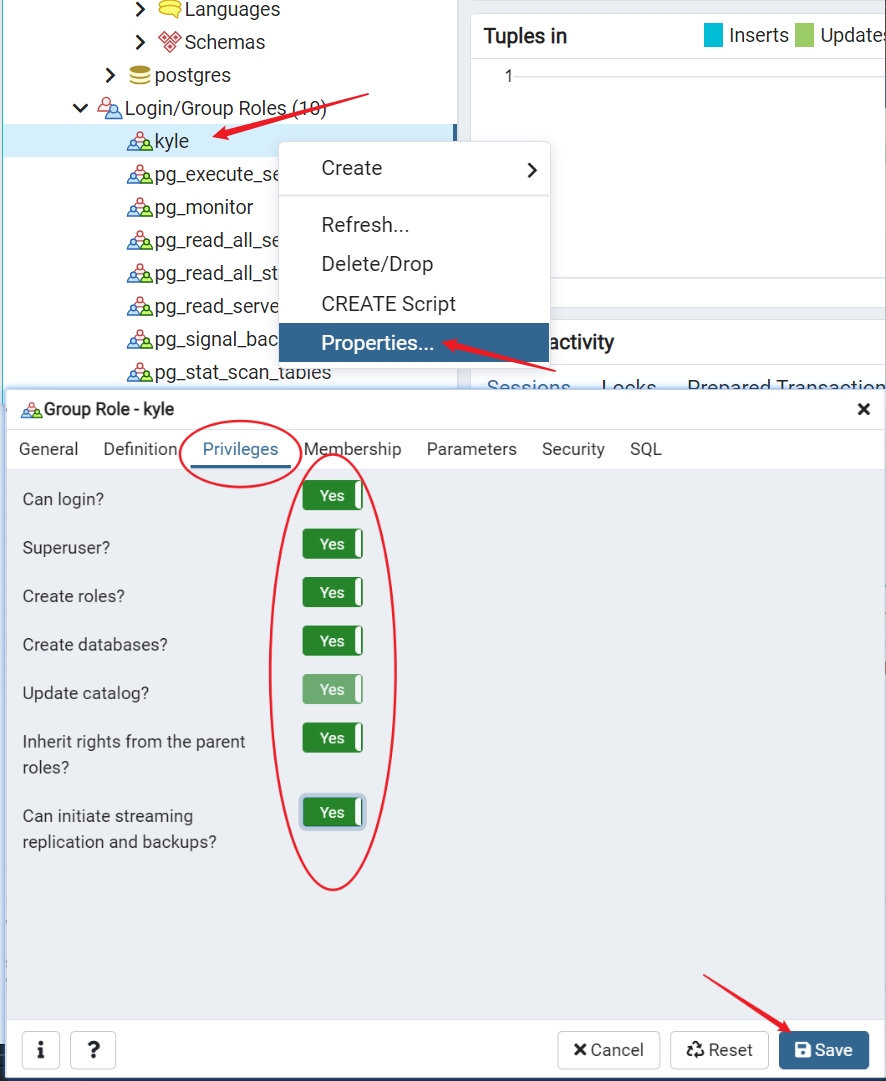 Languages
Schemas
postgres
Login/Group Roles (10)
kyle
pg_execute_se
pg_monitor
pg_read_all_se
pg_read_all_st
pg_read_serve
pg_signal_bac
pg_stat_scan_tables
Create
Refresh...
Delete/Drop
CREATE Script
Properties...
Tuples in
Inserts Updates
1
activity
Sessions Locks Prepared Transaction
Group Role - kyle
General Definition Privileges Membership Parameters Security SQL
Can login? Yes
Superuser? Yes
Create roles? Yes
Create databases? Yes
Update catalog? Yes
Inherit rights from the parent
roles? Yes
Can initiate streaming
replication and backups? Yes
i ? Cancel Reset Save